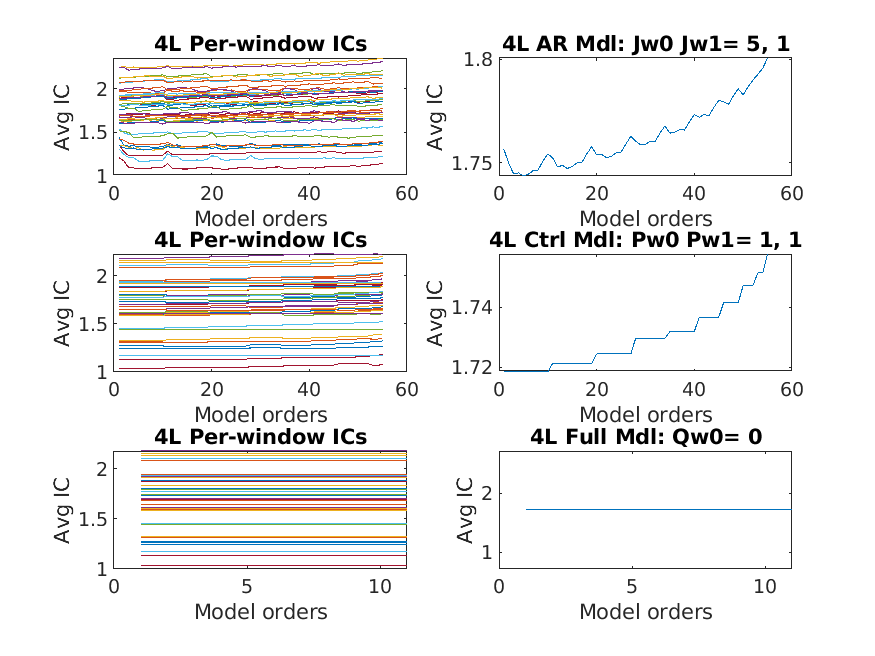 4L Per-window ICs
Avg IC
2
1.5
1
0 20 40 60
Model orders
4L AR Mdl: Jw0 Jw1= 5, 1
Avg IC
1.8
1.75
0 20 40 60
Model orders
4L Per-window ICs
Avg IC
2
1.5
1
0 20 40 60
Model orders
4L Ctrl Mdl: Pw0 Pw1= 1, 1
Avg IC
1.74
1.72
0 20 40 60
Model orders
4L Per-window ICs
Avg IC
2
1.5
1
0 5 10
Model orders
4L Full Mdl: Qw0= 0
Avg IC
2
1
0 5 10
Model orders